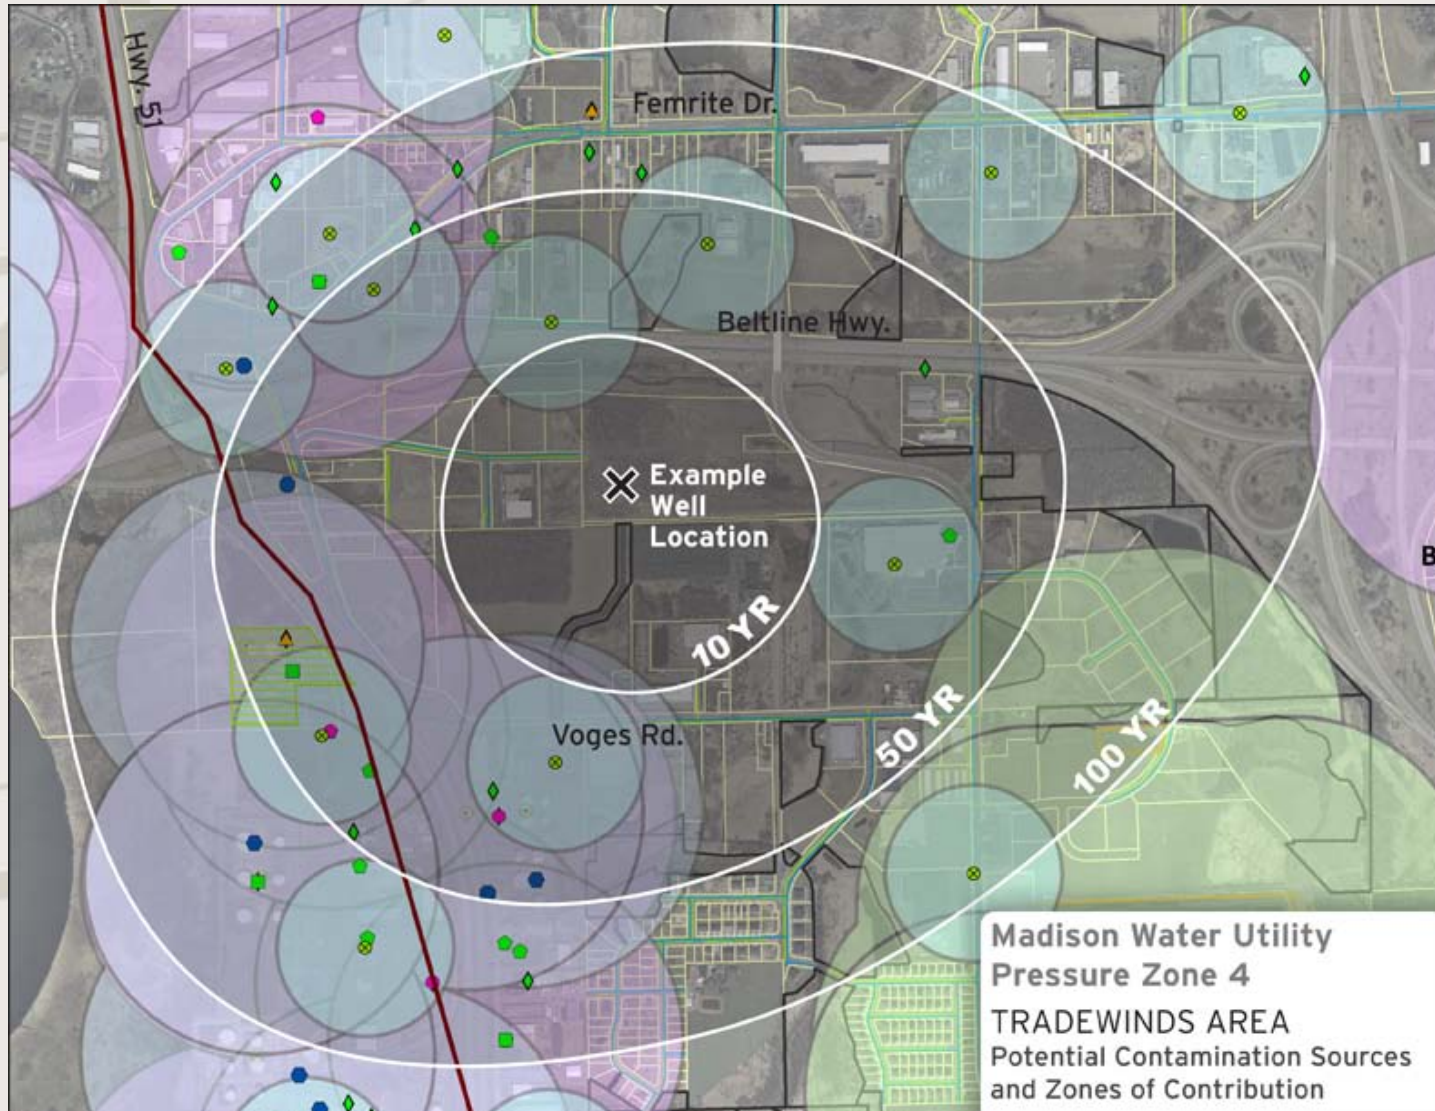 Hwy. 51
Femrite Dr.
Beltline Hwy.
Example
Well
Location
B
10 YR
Voges Rd.
50 YR
100 YR
Madison Water Utility
Pressure Zone 4
TRADEWINDS AREA
Potential Contamination Sources
and Zones of Contribution